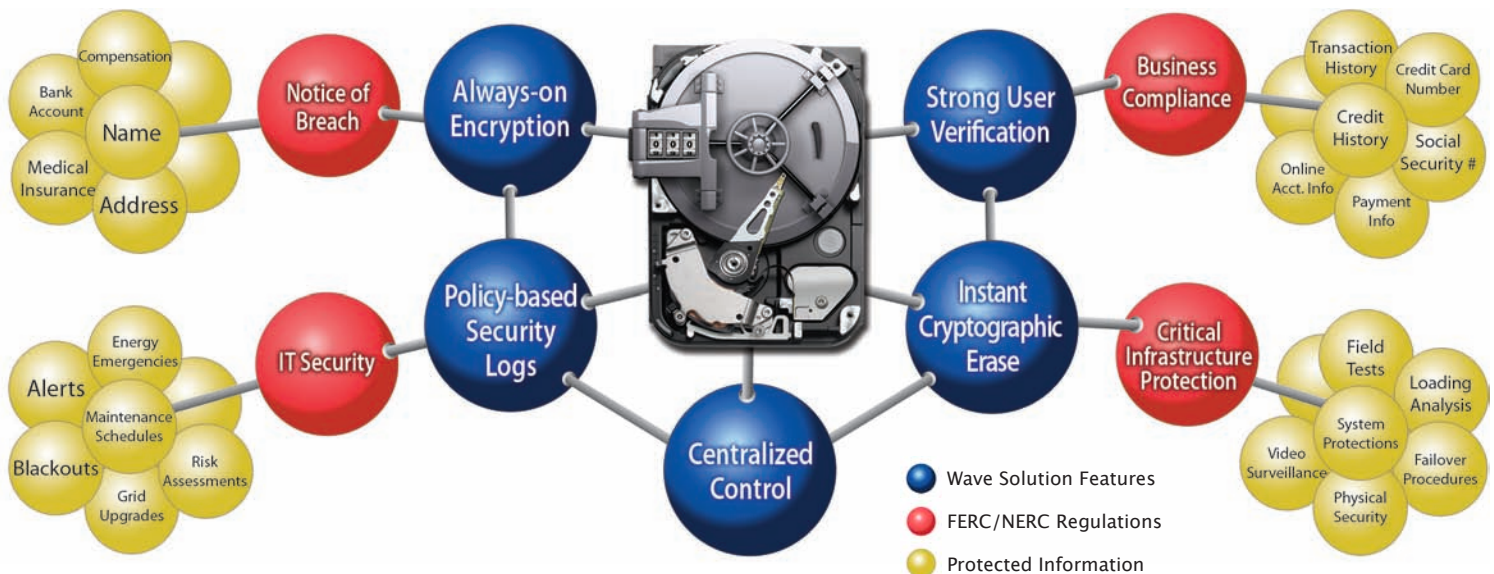 Compensation
Bank
Account
Name
Medical
Insurance
Address
Notice of
Breach
Always-on
Encryption
0 0 0
Strong User
Verification
Business
Compliance
Transaction
History
Credit Card
Number
Credit
History
Social
Security #
Online
Acct. Info
Payment
Info
Energy
Emergencies
Alerts
Maintenance
Schedules
Blackouts
Risk
Assessments
Grid
Upgrades
IT Security
Policy-based
Security
Logs
Centralized
Control
Instant
Cryptographic
Erase
Critical
Infrastructure
Protection
Field
Tests
Loading
Analysis
System
Protections
Video
Surveillance
Failover
Procedures
Physical
Security
Wave Solution Features
FERC/NERC Regulations
Protected Information